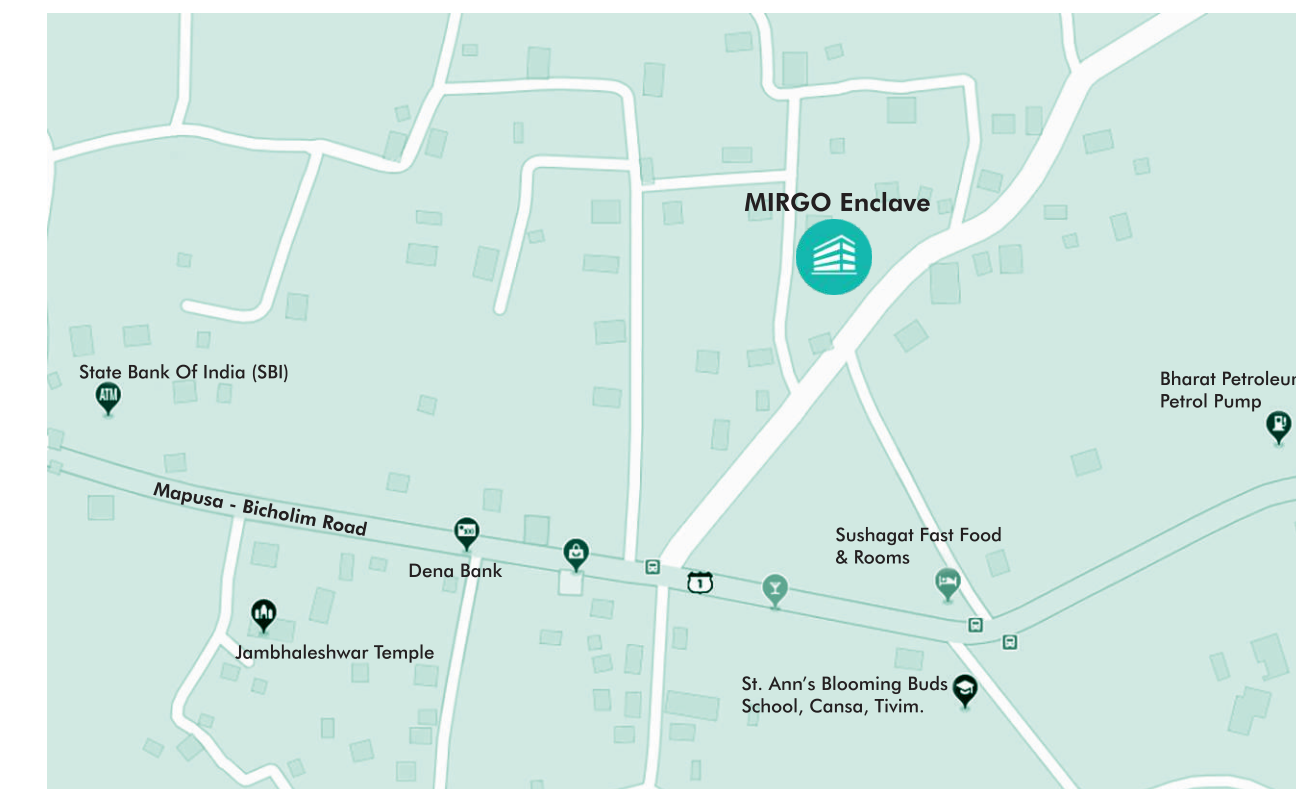 MIRGO Enclave
State Bank Of India (SBI)
ATM
Bharat Petroleu
Petrol Pump
Mapusa - Bicholim Road
Sushagat Fast Food
& Rooms
Dena Bank
1
Jambhaleshwar Temple
St. Ann's Blooming Buds
School, Cansa, Tivim.